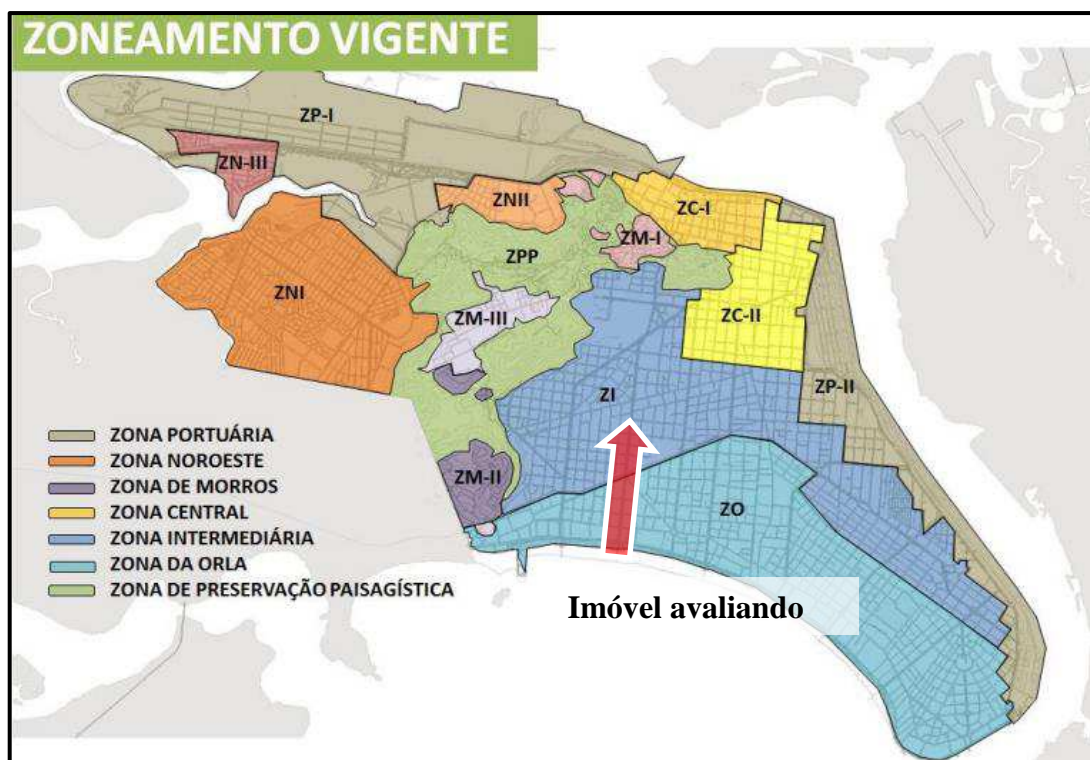 ZONEAMENTO VIGENTE
ZP-I
ZN-III
ZNII
ZC-I
ZM-I
ZPP
ZNI
ZM-III
ZC-II
ZP-II
ZI
ZM-II
ZO
ZONA PORTUÁRIA
ZONA NOROESTE
ZONA DE MORROS
ZONA CENTRAL
ZONA INTERMEDIÁRIA
ZONA DA ORLA
ZONA DE PRESERVAÇÃO PAISAGÍSTICA
Imóvel avaliando